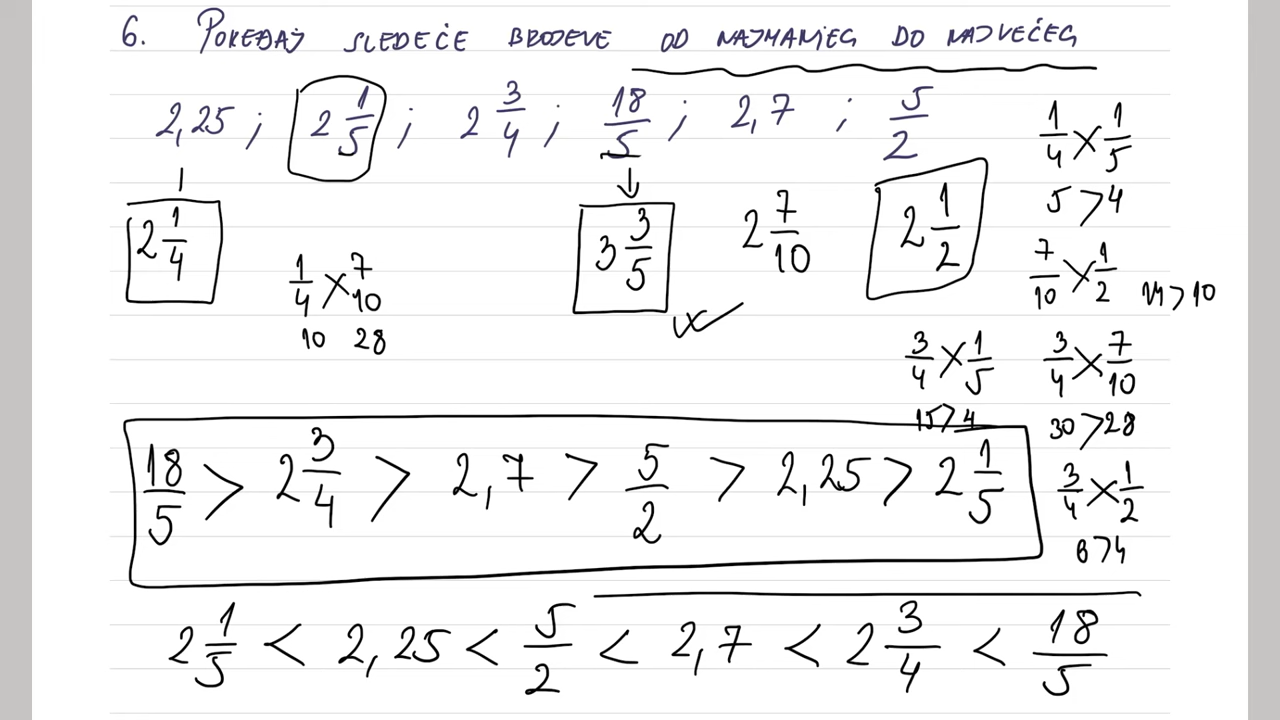 6. POREĐAJ SLEDEĆE BROJEVE OD NAJMANJEG DO NAJVEĆEG
2,25 ; 2 1/5 ; 2 3/4 ; 18/5 ; 2,7 ; 5/2
1/4 × 1/5
5 > 4
2 1/4
3 3/5
2 7/10
2 1/2
7/10 × 1/2
14 > 10
1/4 × 7/10
10 28
3/4 × 1/5
15 > 4
3/4 × 7/10
30 > 28
18/5 > 2 3/4 > 2,7 > 5/2 > 2,25 > 2 1/5
3/4 × 1/2
6 > 4
2 1/5 < 2,25 < 5/2 < 2,7 < 2 3/4 < 18/5